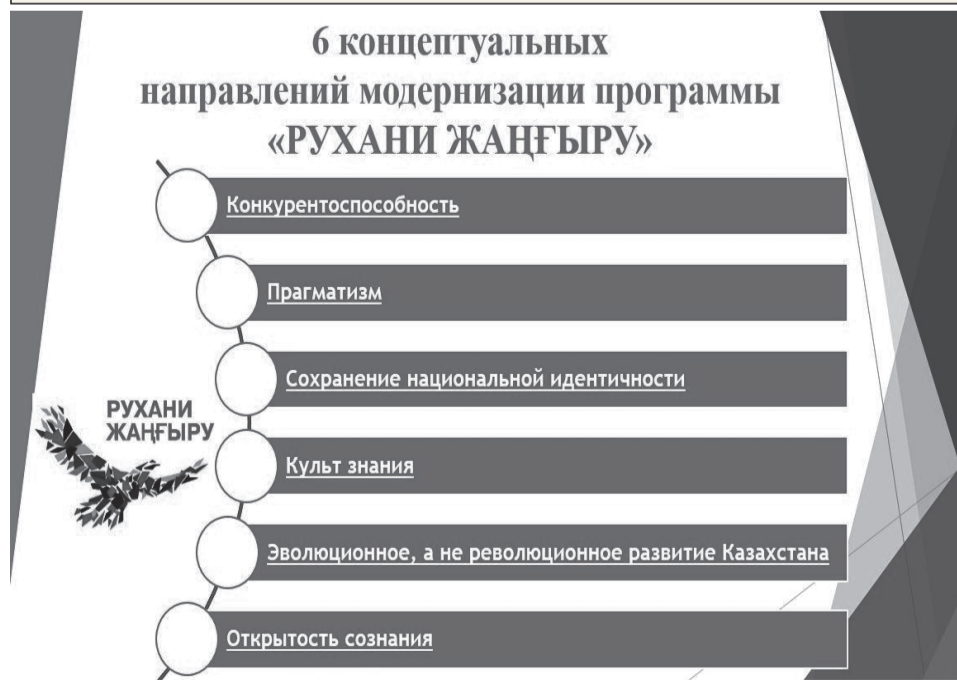 6 концептуальных
направлений модернизации программы
«РУХАНИ ЖАҢҒЫРУ»
Конкурентоспособность
Прагматизм
Сохранение национальной идентичности
РУХАНИ
ЖАҢҒЫРУ
Культ знания
Эволюционное, а не революционное развитие Казахстана
Открытость сознания